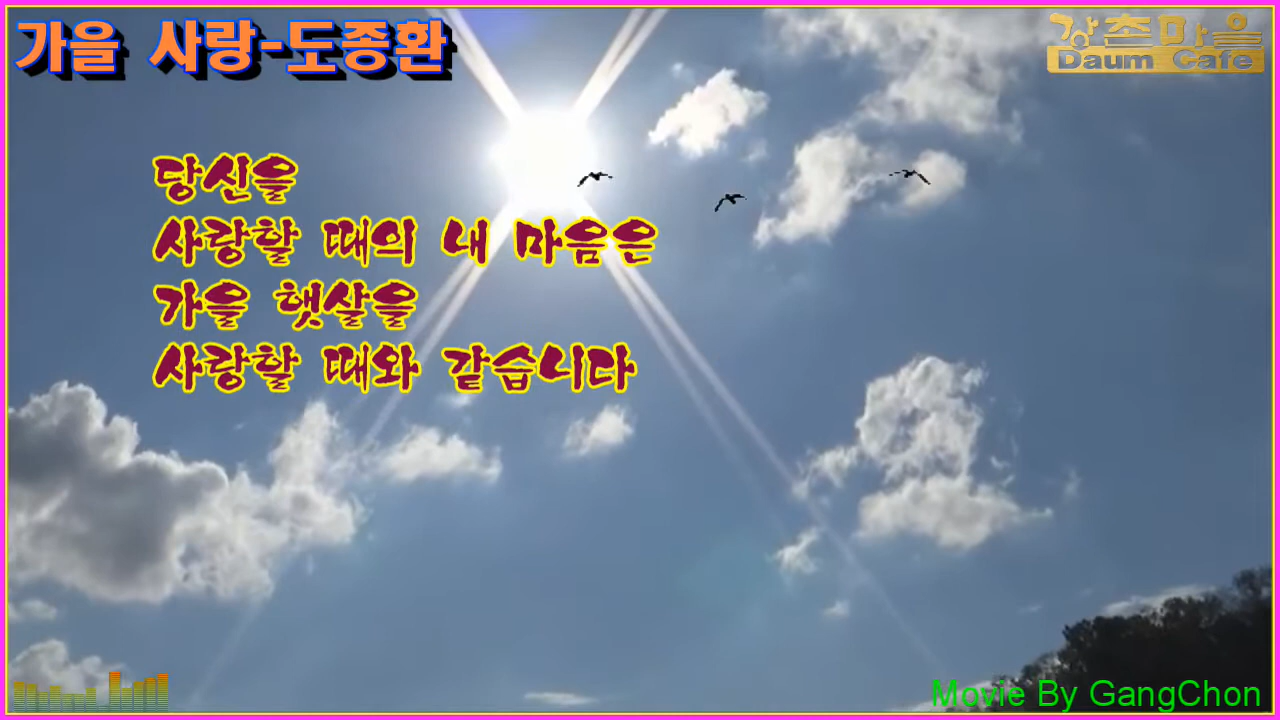 가을 사랑-도종환
강촌마을
Daum Cafe
당신을
사랑할 때의 내 마음은
가을 햇살을
사랑할 때와 같습니다
Movie By GangChon